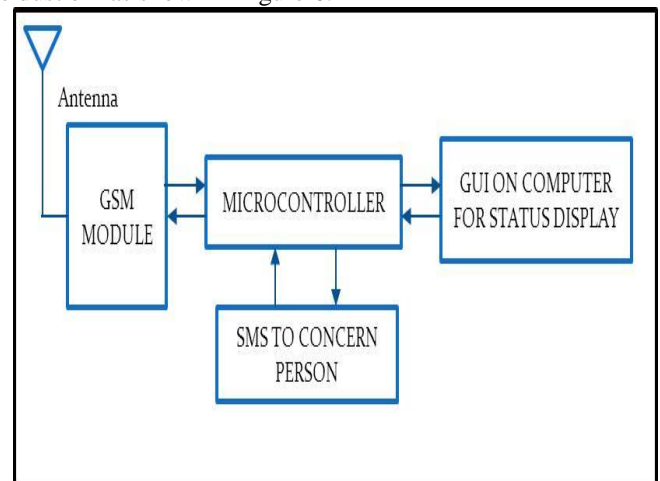 Antenna
GSM
MODULE
MICROCONTROLLER
GUI ON COMPUTER
FOR STATUS DISPLAY
SMS TO CONCERN
PERSON